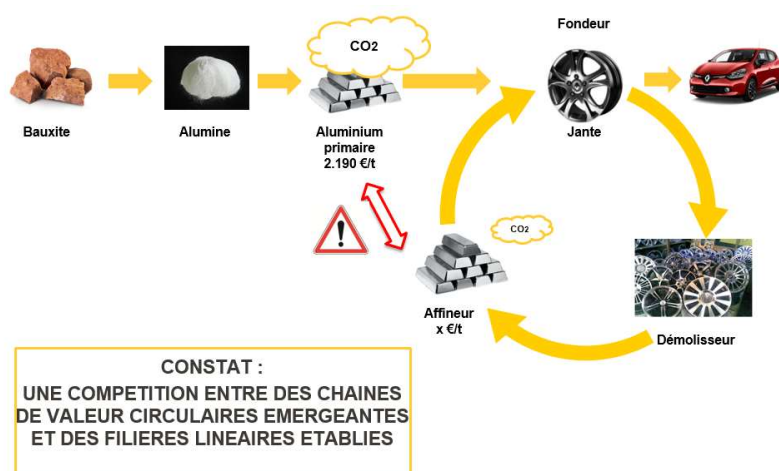 CO2
Fondeur
Bauxite
Alumine
Aluminium
primaire
2.190 €/t
Jante
CO2
Affineur
x €/t
Démolisseur
CONSTAT :
UNE COMPETITION ENTRE DES CHAINES
DE VALEUR CIRCULAIRES EMERGEANTES
ET DES FILIERES LINEAIRES ETABLIES